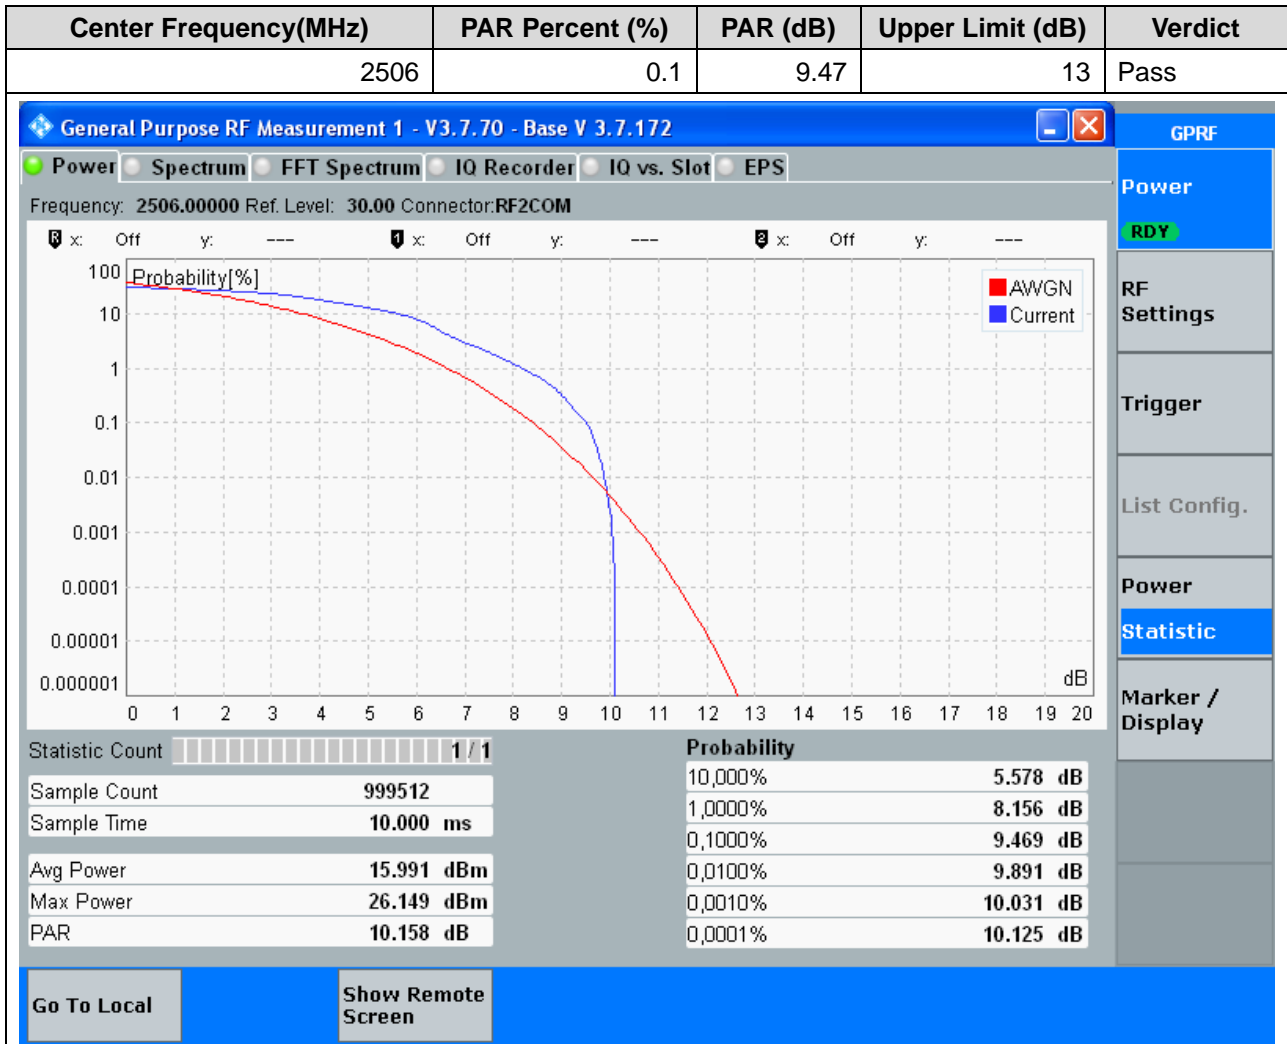 Center Frequency(MHz) PAR Percent (%) PAR (dB) Upper Limit (dB) Verdict
2506 0.1 9.47 13 Pass
General Purpose RF Measurement 1 - V3.7.70 - Base V 3.7.172
GPRF
Power Spectrum FFT Spectrum IQ Recorder IQ vs. Slot EPS
Frequency: 2506.00000 Ref. Level: 30.00 Connector:RF2COM
R x: Off y: --- 1 x: Off y: --- 2 x: Off y: ---
Probability[%]
AWGN
Current
100
10
1
0.1
0.01
0.001
0.0001
0.00001
0.000001
dB
0 1 2 3 4 5 6 7 8 9 10 11 12 13 14 15 16 17 18 19 20
Statistic Count 1 / 1
Sample Count 999512
Sample Time 10.000 ms
Avg Power 15.991 dBm
Max Power 26.149 dBm
PAR 10.158 dB
Probability
10,000% 5.578 dB
1,0000% 8.156 dB
0,1000% 9.469 dB
0,0100% 9.891 dB
0,0010% 10.031 dB
0,0001% 10.125 dB
Power
RDY
RF
Settings
Trigger
List Config.
Power
Statistic
Marker /
Display
Go To Local
Show Remote
Screen